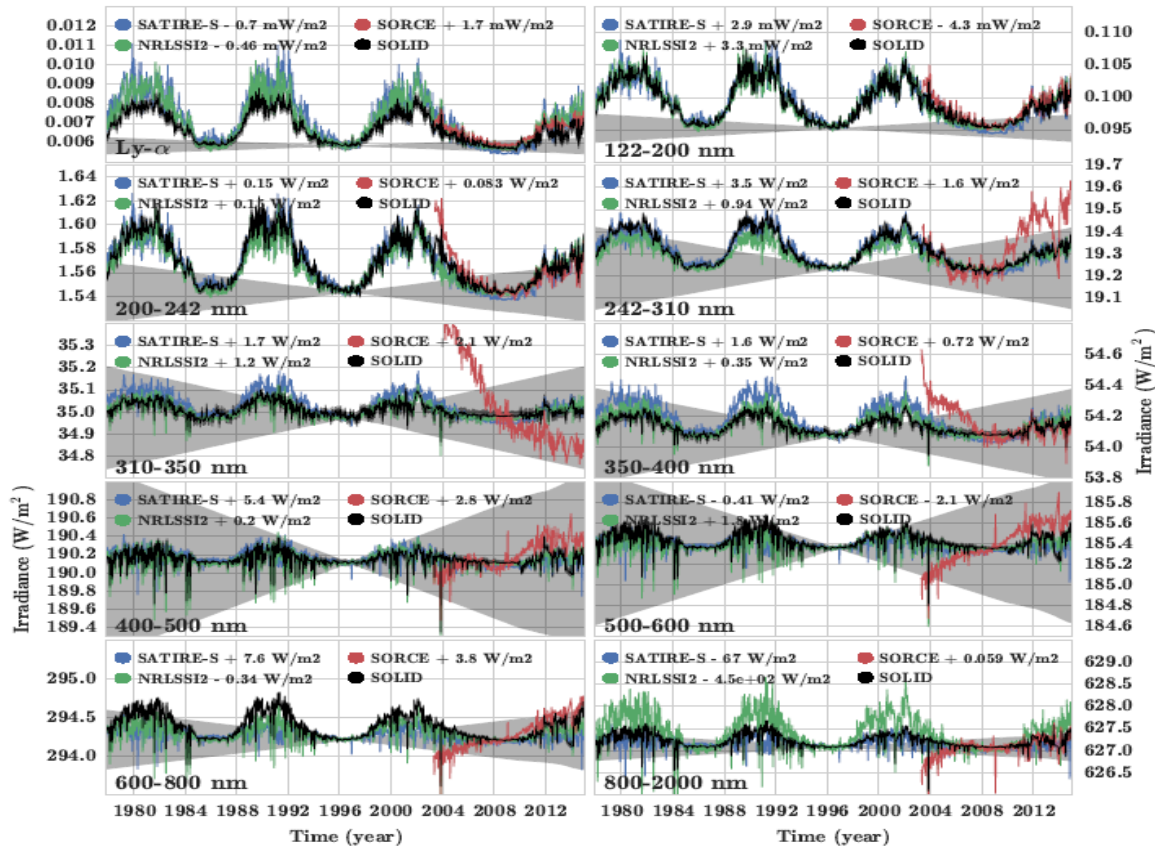 SATIRE-S - 0.7 mW/m2 SORCE + 1.7 mW/m2
NRLSSI2 - 0.46 mW/m2 SOLID
0.012
0.011
0.010
0.009
0.008
0.007
0.006
Ly-α
SATIRE-S + 2.9 mW/m2 SORCE - 4.3 mW/m2
NRLSSI2 + 3.3 mW/m2 SOLID
0.110
0.105
0.100
0.095
122-200 nm
SATIRE-S + 0.15 W/m2 SORCE + 0.083 W/m2
NRLSSI2 + 0.15 W/m2 SOLID
1.64
1.62
1.60
1.58
1.56
1.54
200-242 nm
SATIRE-S + 3.5 W/m2 SORCE + 1.6 W/m2
NRLSSI2 + 0.94 W/m2 SOLID
19.7
19.6
19.5
19.4
19.3
19.2
19.1
242-310 nm
SATIRE-S + 1.7 W/m2 SORCE + 2.1 W/m2
NRLSSI2 + 1.2 W/m2 SOLID
35.3
35.2
35.1
35.0
34.9
34.8
310-350 nm
SATIRE-S + 1.6 W/m2 SORCE + 0.72 W/m2
NRLSSI2 + 0.35 W/m2 SOLID
54.6
54.4
54.2
54.0
53.8
350-400 nm
SATIRE-S + 5.4 W/m2 SORCE + 2.8 W/m2
NRLSSI2 + 0.2 W/m2 SOLID
190.8
190.6
190.4
190.2
190.0
189.8
189.6
189.4
400-500 nm
SATIRE-S - 0.41 W/m2 SORCE - 2.1 W/m2
NRLSSI2 + 1.8 W/m2 SOLID
185.8
185.6
185.4
185.2
185.0
184.8
184.6
500-600 nm
SATIRE-S + 7.6 W/m2 SORCE + 3.8 W/m2
NRLSSI2 - 0.34 W/m2 SOLID
295.0
294.5
294.0
600-800 nm
SATIRE-S - 67 W/m2 SORCE + 0.059 W/m2
NRLSSI2 - 4.5e+02 W/m2 SOLID
629.0
628.5
628.0
627.5
627.0
626.5
800-2000 nm
Irradiance (W/m²)
Irradiance (W/m²)
1980 1984 1988 1992 1996 2000 2004 2008 2012
1980 1984 1988 1992 1996 2000 2004 2008 2012
Time (year)
Time (year)